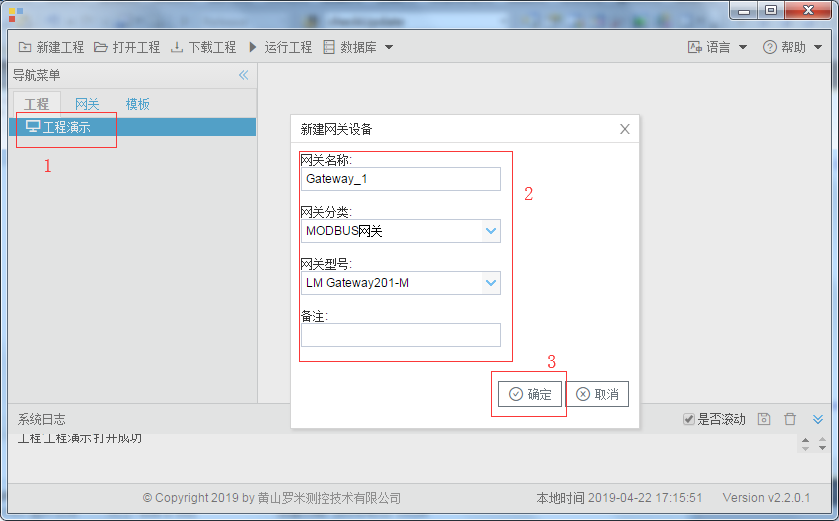 新建工程 打开工程 下载工程 运行工程 数据库 语言 帮助
导航菜单
工程 网关 模板
工程演示
1
新建网关设备
网关名称:
Gateway_1
2
网关分类:
MODBUS网关
网关型号:
LM Gateway201-M
备注:
3
确定 取消
系统日志 是否滚动
工程'工程演示'打开成功
© Copyright 2019 by 黄山罗米测控技术有限公司 本地时间 2019-04-22 17:15:51 Version v2.2.0.1